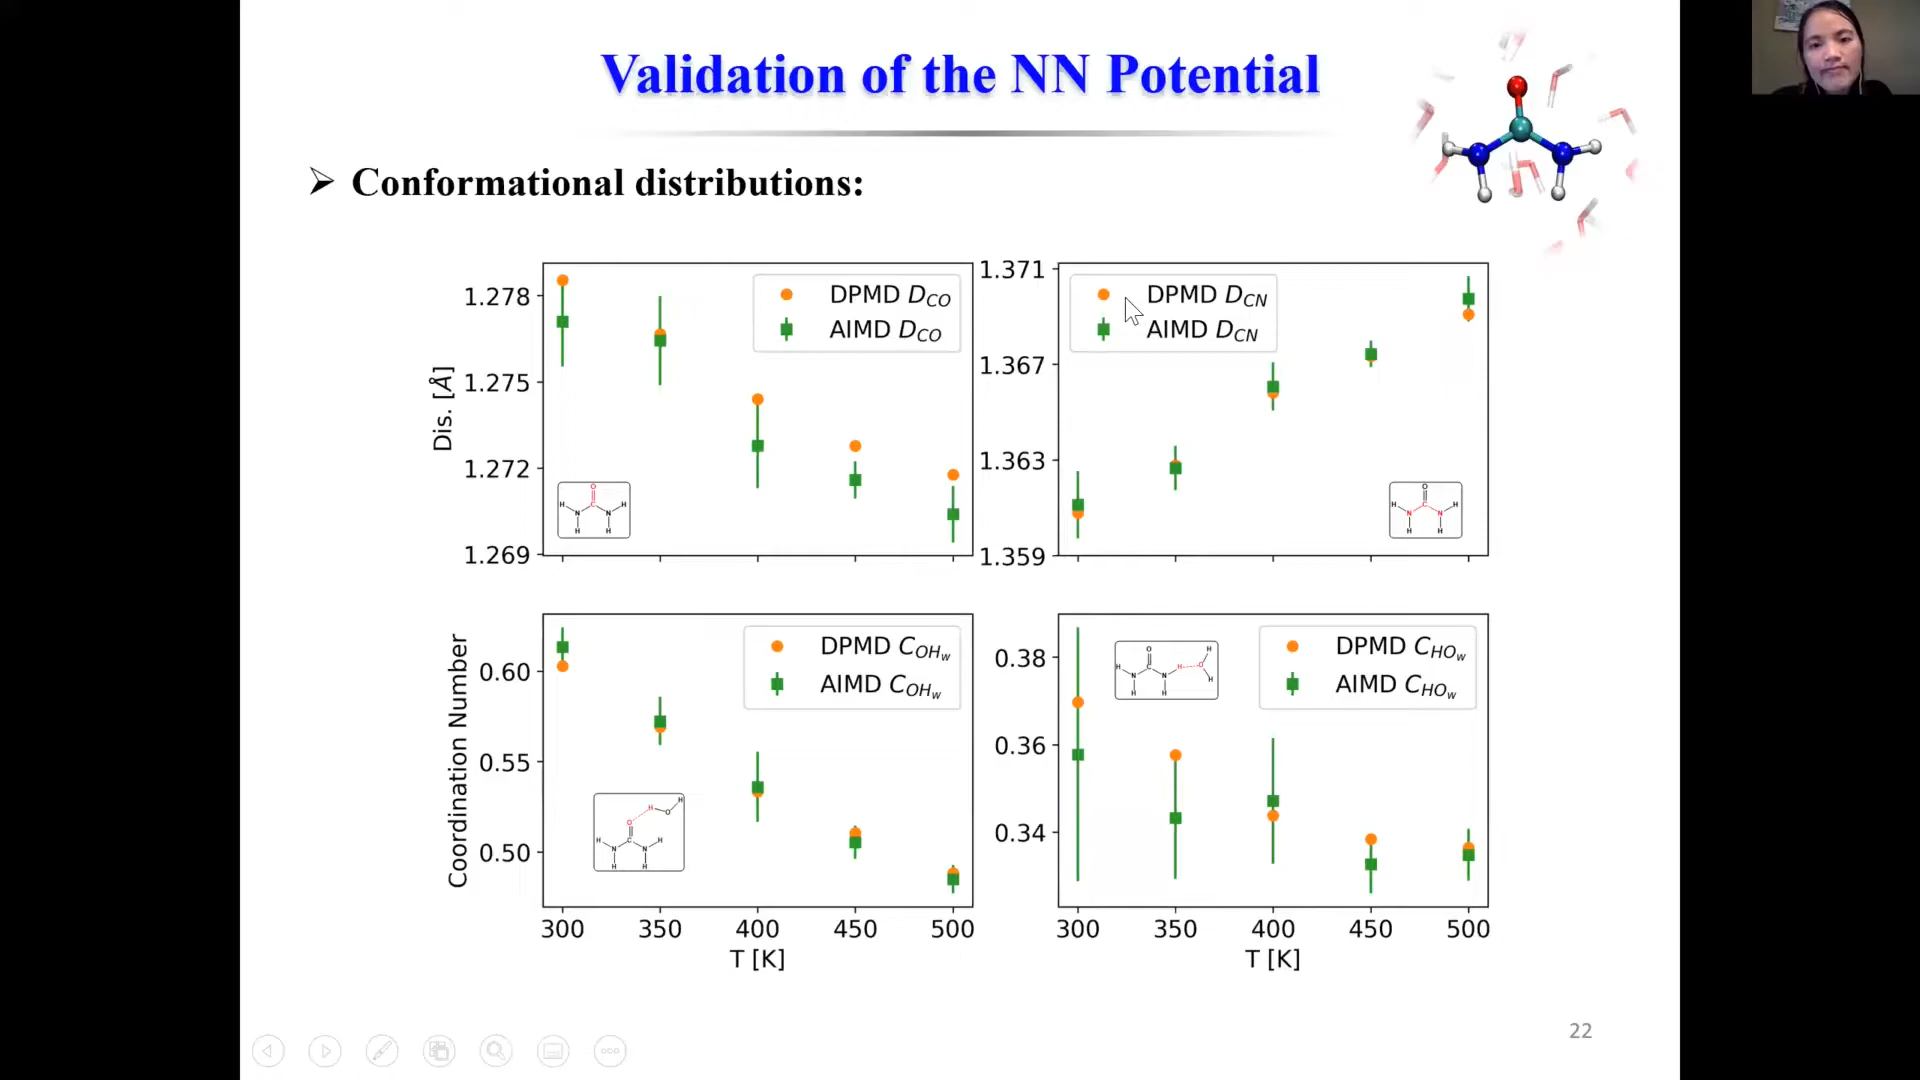 Validation of the NN Potential
➢ Conformational distributions:
Dis. [Å]
1.278
1.275
1.272
1.269
DPMD D_CO
AIMD D_CO
O
H C H
N N
H H
1.371
1.367
1.363
1.359
DPMD D_CN
AIMD D_CN
O
H C H
N N
H H
Coordination Number
0.60
0.55
0.50
DPMD C_OHw
AIMD C_OHw
H
H O
O
H C H
N N
H H
300 350 400 450 500
T [K]
0.38
0.36
0.34
DPMD C_HOw
AIMD C_HOw
O H
H C H O
N N H
H H
300 350 400 450 500
T [K]
22